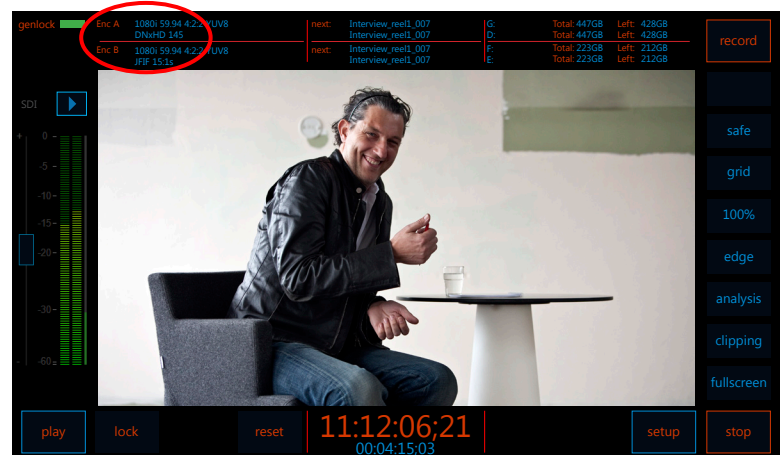 genlock
Enc A 1080i 59.94 4:2:2 YUV8 next: Interview_reel1_007 G: Total: 447GB Left: 428GB
DNxHD 145 Interview_reel1_007 D: Total: 447GB Left: 428GB
Enc B 1080i 59.94 4:2:2 YUV8 next: Interview_reel1_007 F: Total: 223GB Left: 212GB
JFIF 15:1s Interview_reel1_007 E: Total: 223GB Left: 212GB
record
SDI
+ 0 -
-5 -
-10-
-15-
-20-
-30-
- -60-
safe
grid
100%
edge
analysis
clipping
fullscreen
play lock reset 11:12:06;21 setup stop
00:04:15;03